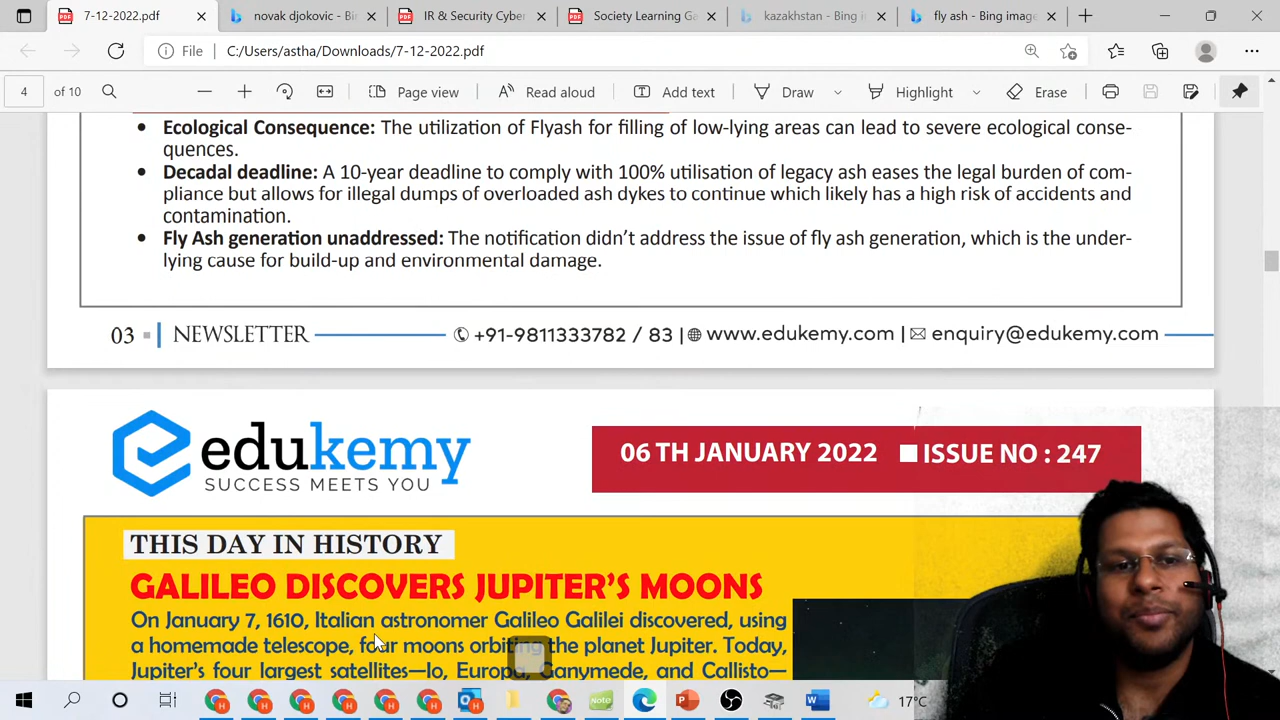 7-12-2022.pdf
novak djokovic - Bi
IR & Security Cyber
Society Learning Ga
kazakhstan - Bing i
fly ash - Bing image
File
C:/Users/astha/Downloads/7-12-2022.pdf
4
of 10
Page view
Read aloud
Add text
Draw
Highlight
Erase
• Ecological Consequence: The utilization of Flyash for filling of low-lying areas can lead to severe ecological conse-
quences.
• Decadal deadline: A 10-year deadline to comply with 100% utilisation of legacy ash eases the legal burden of com-
pliance but allows for illegal dumps of overloaded ash dykes to continue which likely has a high risk of accidents and
contamination.
• Fly Ash generation unaddressed: The notification didn't address the issue of fly ash generation, which is the under-
lying cause for build-up and environmental damage.
03 NEWSLETTER +91-9811333782 / 83 | www.edukemy.com | enquiry@edukemy.com
edukemy
SUCCESS MEETS YOU
06 TH JANUARY 2022 ISSUE NO : 247
THIS DAY IN HISTORY
GALILEO DISCOVERS JUPITER'S MOONS
On January 7, 1610, Italian astronomer Galileo Galilei discovered, using
a homemade telescope, four moons orbiting the planet Jupiter. Today,
Jupiter's four largest satellites—Io, Europa, Ganymede, and Callisto—
17°C